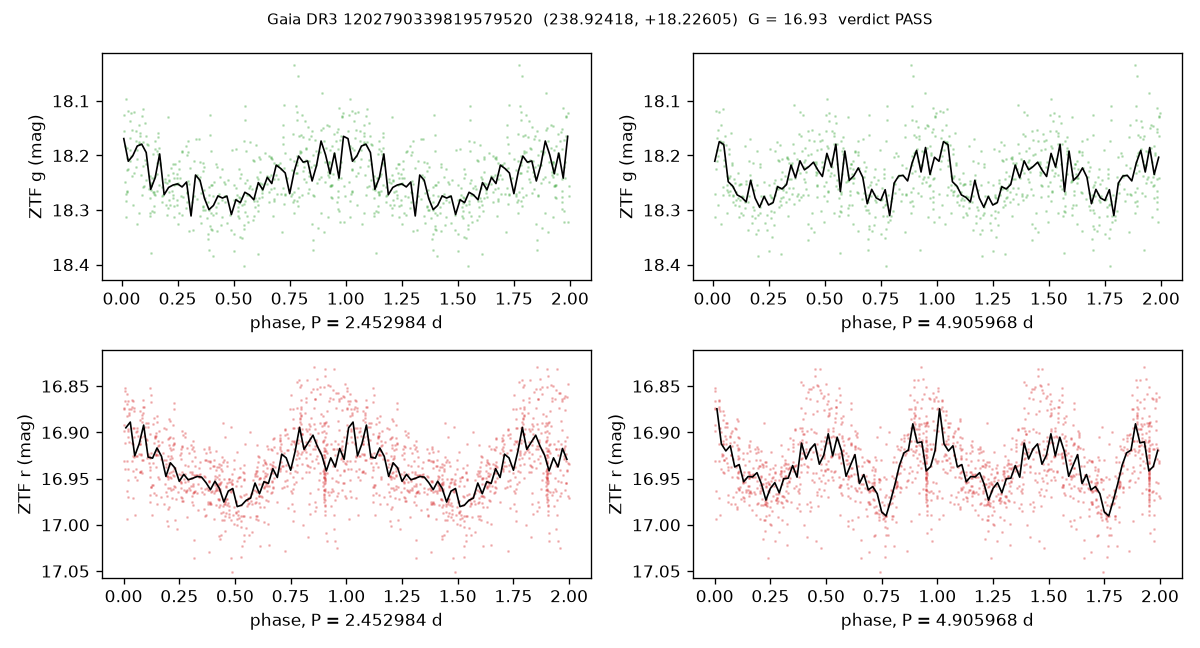 Gaia DR3 1202790339819579520 (238.92418, +18.22605) G = 16.93 verdict PASS
ZTF g (mag)
18.1
18.2
18.3
18.4
0.00 0.25 0.50 0.75 1.00 1.25 1.50 1.75 2.00
phase, P = 2.452984 d
ZTF g (mag)
18.1
18.2
18.3
18.4
0.00 0.25 0.50 0.75 1.00 1.25 1.50 1.75 2.00
phase, P = 4.905968 d
ZTF r (mag)
16.85
16.90
16.95
17.00
17.05
0.00 0.25 0.50 0.75 1.00 1.25 1.50 1.75 2.00
phase, P = 2.452984 d
ZTF r (mag)
16.85
16.90
16.95
17.00
17.05
0.00 0.25 0.50 0.75 1.00 1.25 1.50 1.75 2.00
phase, P = 4.905968 d